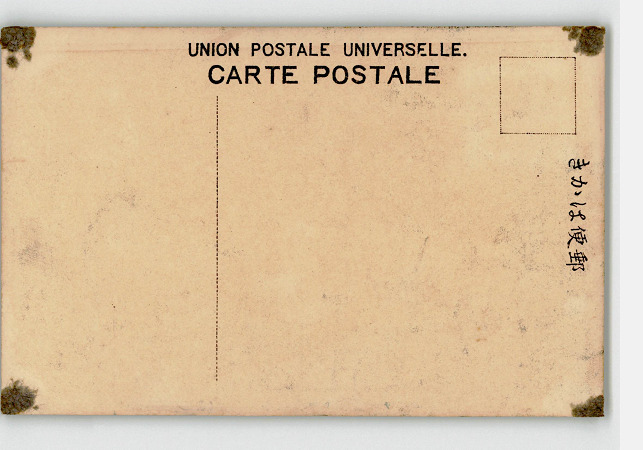 UNION POSTALE UNIVERSELLE.
CARTE POSTALE
きかは便郵